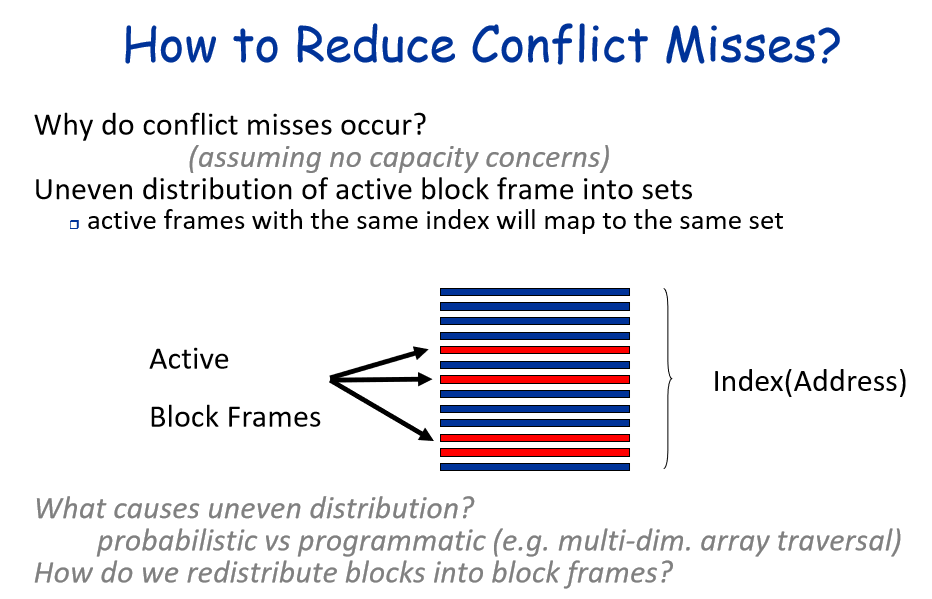 How to Reduce Conflict Misses?
Why do conflict misses occur?
(assuming no capacity concerns)
Uneven distribution of active block frame into sets
active frames with the same index will map to the same set
Active
Block Frames
Index(Address)
What causes uneven distribution?
probabilistic vs programmatic (e.g. multi-dim. array traversal)
How do we redistribute blocks into block frames?